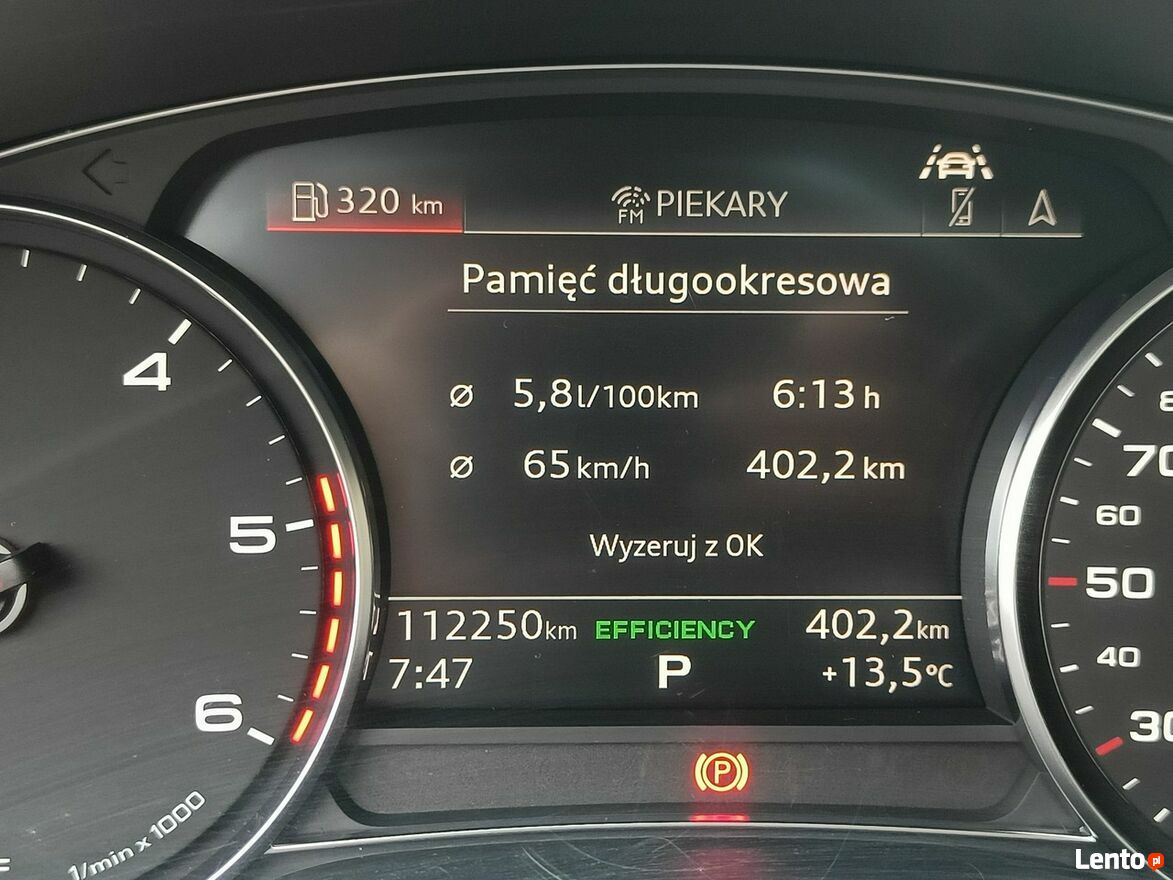 320 km
FM PIEKARY
Pamięć długookresowa
ø 5,8 l/100km 6:13 h
ø 65 km/h 402,2 km
Wyzeruj z OK
112250 km EFFICIENCY 402,2 km
7:47 P +13,5 °C
P
4
5
6
1/min x 1000
70
60
50
40
30
Lento.pl